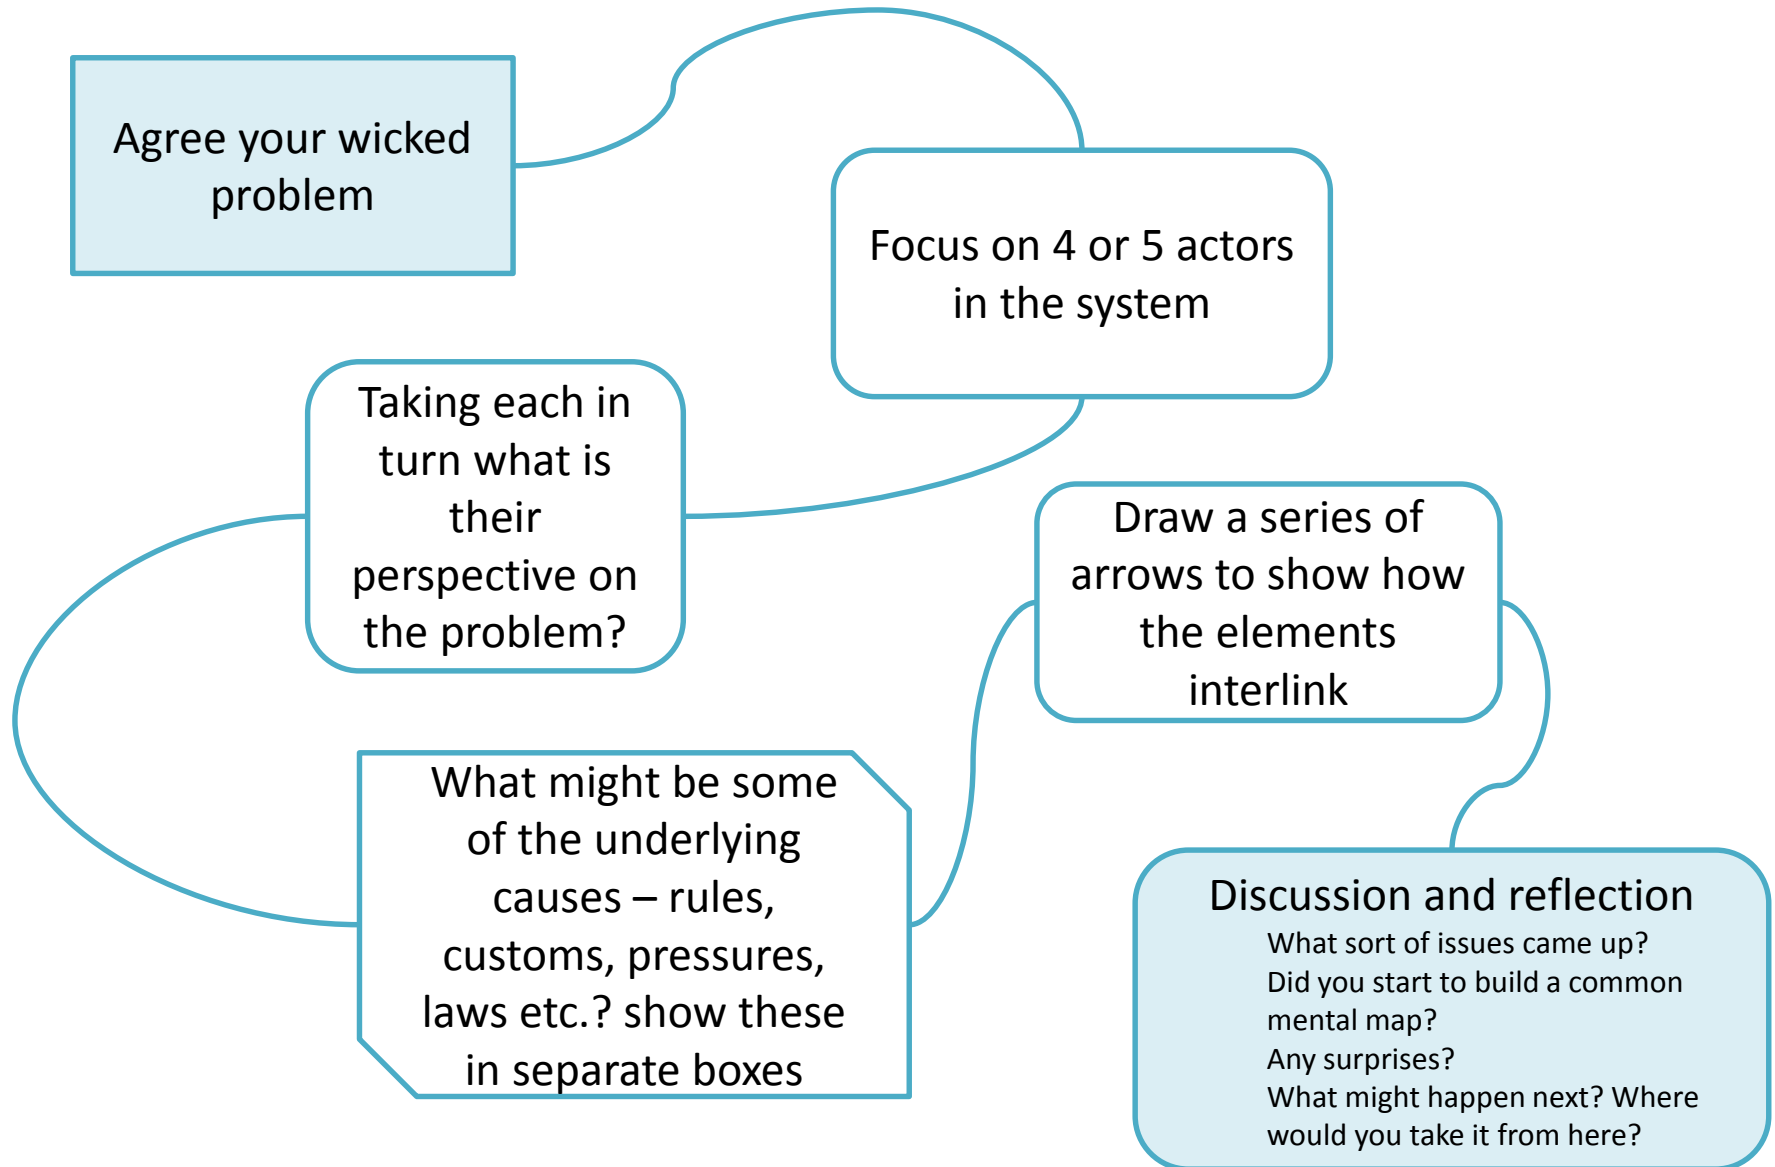 Agree your wicked
problem
Focus on 4 or 5 actors
in the system
Taking each in
turn what is
their
perspective on
the problem?
What might be some
of the underlying
causes – rules,
customs, pressures,
laws etc.? show these
in separate boxes
Draw a series of
arrows to show how
the elements
interlink
Discussion and reflection
What sort of issues came up?
Did you start to build a common
mental map?
Any surprises?
What might happen next? Where
would you take it from here?